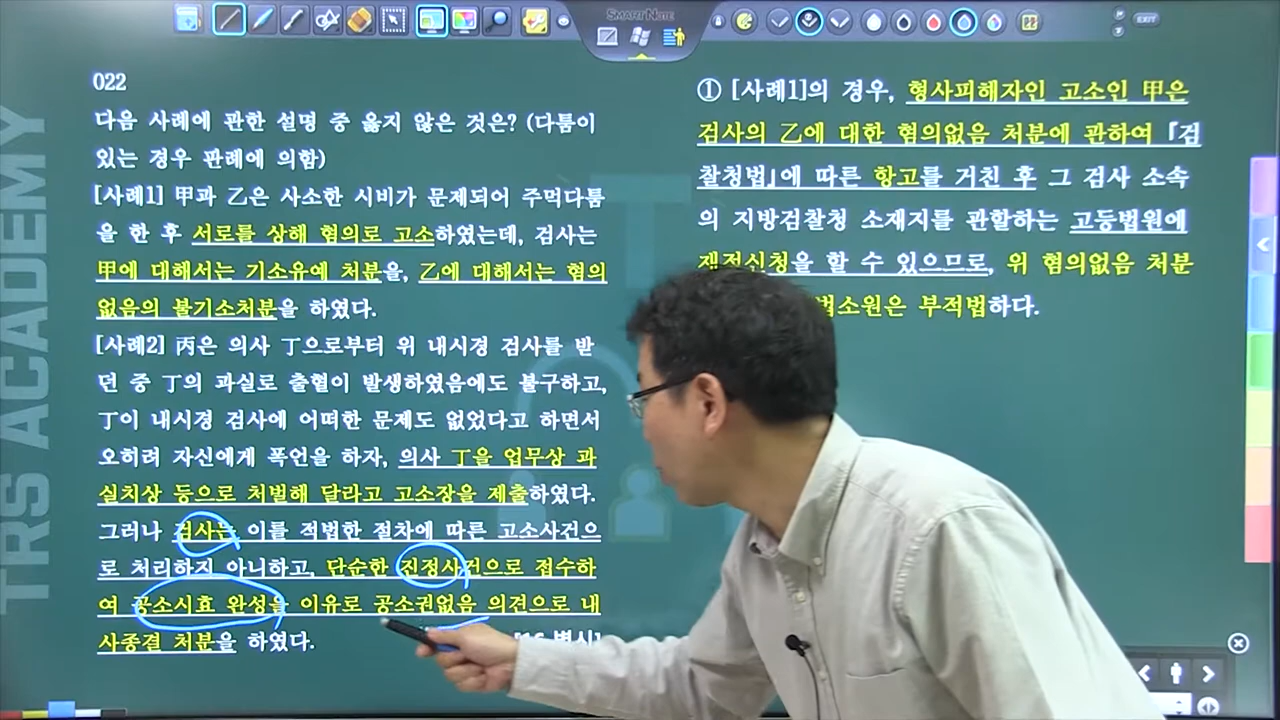 SMARTNOTE
EXIT
TRS ACADEMY
022
다음 사례에 관한 설명 중 옳지 않은 것은? (다툼이
있는 경우 판례에 의함)
[사례1] 甲과 乙은 사소한 시비가 문제되어 주먹다툼
을 한 후 서로를 상해 혐의로 고소하였는데, 검사는
甲에 대해서는 기소유예 처분을, 乙에 대해서는 혐의
없음의 불기소처분을 하였다.
[사례2] 丙은 의사 丁으로부터 위 내시경 검사를 받
던 중 丁의 과실로 출혈이 발생하였음에도 불구하고,
丁이 내시경 검사에 어떠한 문제도 없었다고 하면서
오히려 자신에게 폭언을 하자, 의사 丁을 업무상 과
실치상 등으로 처벌해 달라고 고소장을 제출하였다.
그러나 검사는 이를 적법한 절차에 따른 고소사건으
로 처리하지 아니하고, 단순한 진정사건으로 접수하
여 공소시효 완성을 이유로 공소권없음 의견으로 내
사종결 처분을 하였다.
① [사례1]의 경우, 형사피해자인 고소인 甲은
검사의 乙에 대한 혐의없음 처분에 관하여 「검
찰청법」에 따른 항고를 거친 후 그 검사 소속
의 지방검찰청 소재지를 관할하는 고등법원에
재정신청을 할 수 있으므로, 위 혐의없음 처분
법소원은 부적법하다.